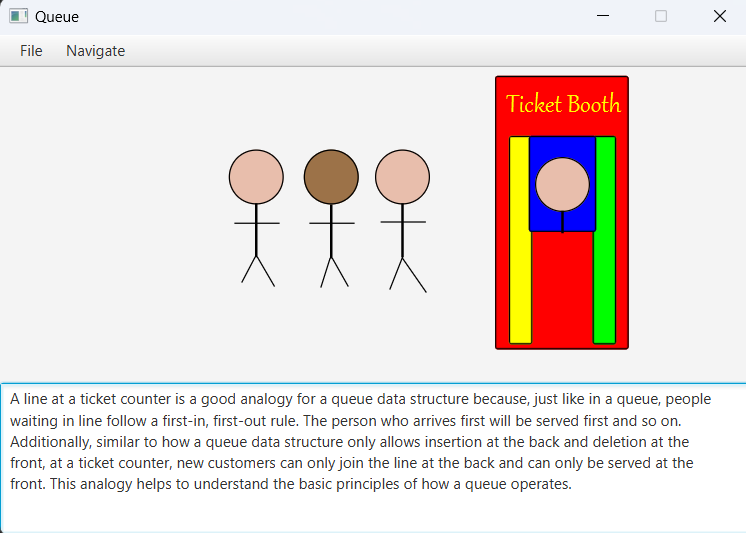 Queue
File Navigate
Ticket Booth
A line at a ticket counter is a good analogy for a queue data structure because, just like in a queue, people
waiting in line follow a first-in, first-out rule. The person who arrives first will be served first and so on.
Additionally, similar to how a queue data structure only allows insertion at the back and deletion at the
front, at a ticket counter, new customers can only join the line at the back and can only be served at the
front. This analogy helps to understand the basic principles of how a queue operates.